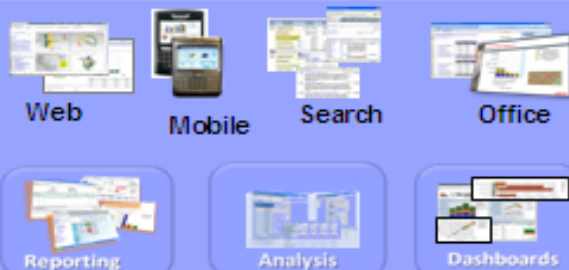 Web
Mobile
Search
Office
Reporting
Analysis
Dashboards